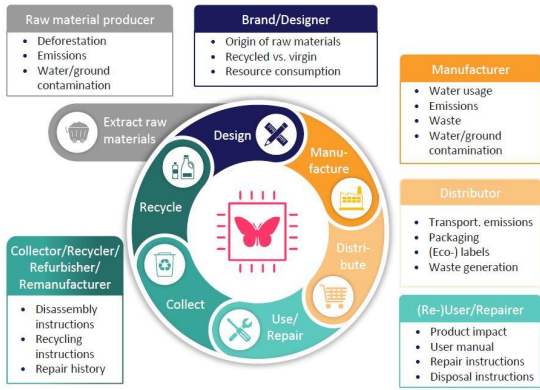 Raw material producer
• Deforestation
• Emissions
• Water/ground
contamination
Brand/Designer
• Origin of raw materials
• Recycled vs. virgin
• Resource consumption
Manufacturer
• Water usage
• Emissions
• Waste
• Water/ground
contamination
Distributor
• Transport. emissions
• Packaging
• (Eco-) labels
• Waste generation
(Re-)User/Repairer
• Product impact
• User manual
• Repair instructions
• Disposal instructions
Collector/Recycler/
Refurbisher/
Remanufacturer
• Disassembly
instructions
• Recycling
instructions
• Repair history
Extract raw
materials
Design
Manu-
facture
Distri-
bute
Use/
Repair
Collect
Recycle